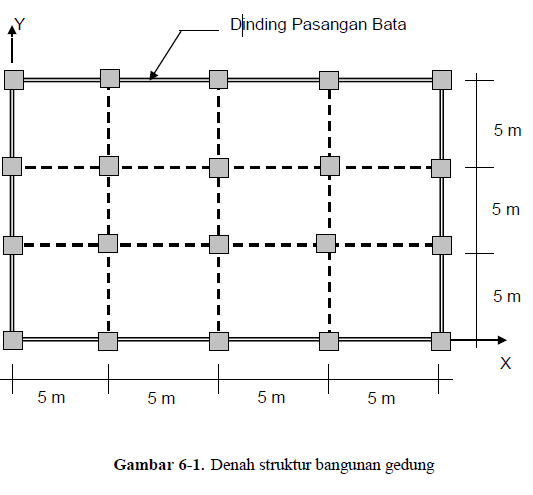 Y
Dinding Pasangan Bata
5 m
5 m
5 m
X
5 m
5 m
5 m
5 m
Gambar 6-1. Denah struktur bangunan gedung